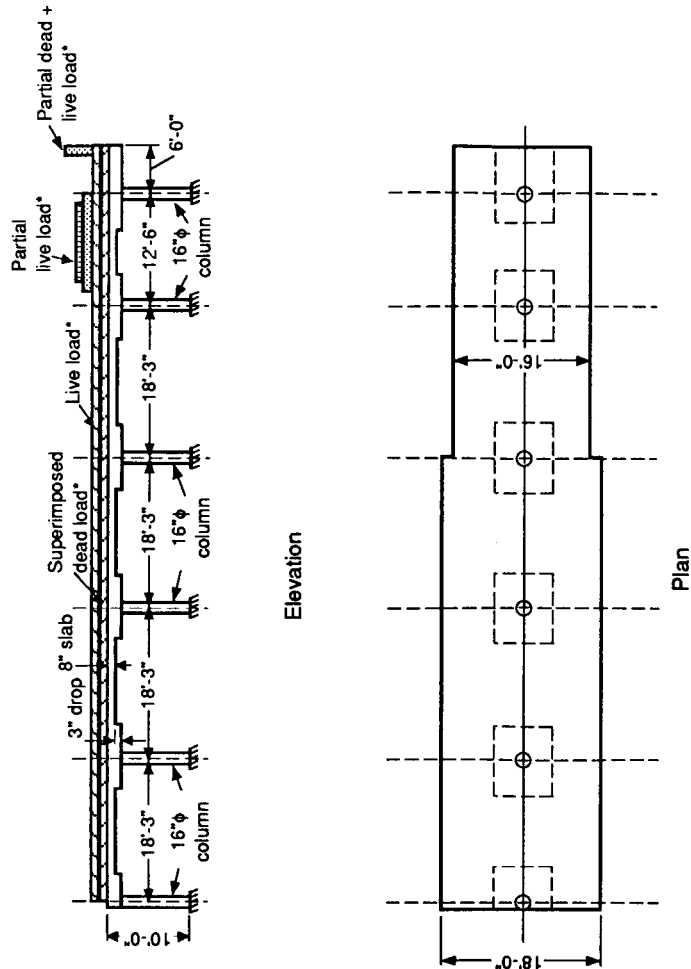 Partial dead +
live load*
Partial
live load*
Live load*
Superimposed
dead load*
8" slab
3" drop
6'-0"
12'-6"
18'-3"
18'-3"
18'-3"
18'-3"
16"ϕ
column
16"ϕ
column
16"ϕ
column
10'-0"
Elevation
16'-0"
18'-0"
Plan